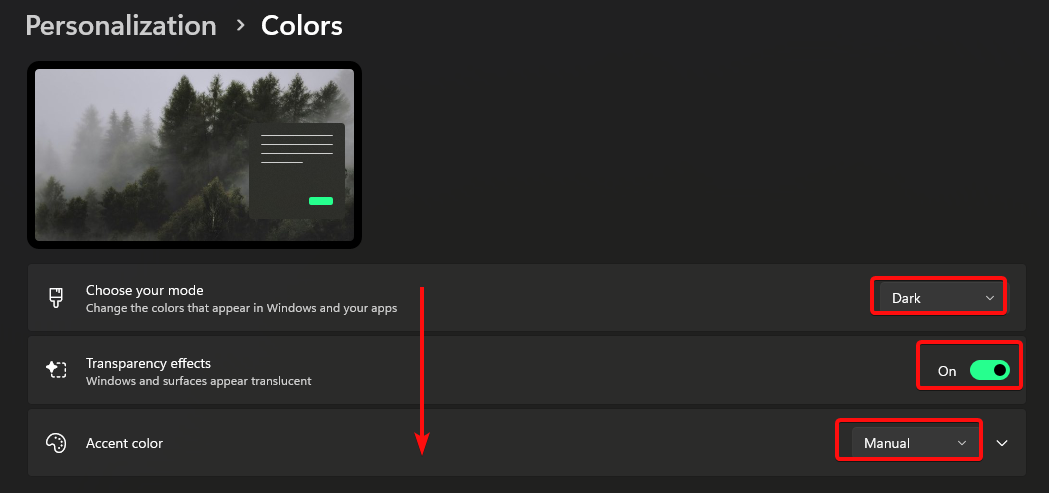 Personalization > Colors
Choose your mode
Change the colors that appear in Windows and your apps
Dark
Transparency effects
Windows and surfaces appear translucent
On
Accent color
Manual